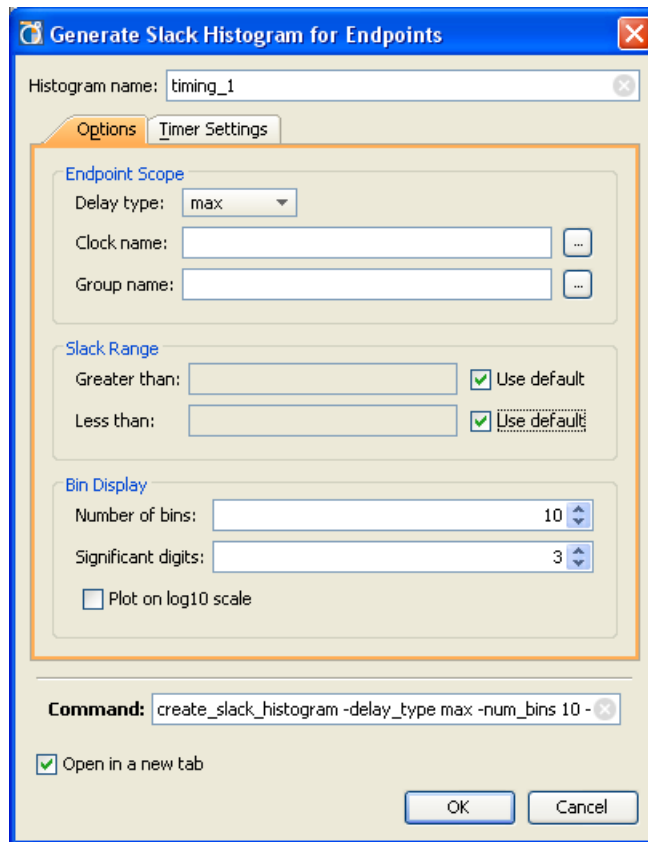 Generate Slack Histogram for Endpoints
Histogram name: timing_1
Options Timer Settings
Endpoint Scope
Delay type: max
Clock name: ...
Group name: ...
Slack Range
Greater than: Use default
Less than: Use default
Bin Display
Number of bins: 10
Significant digits: 3
Plot on log10 scale
Command: create_slack_histogram -delay_type max -num_bins 10 -
Open in a new tab
OK Cancel